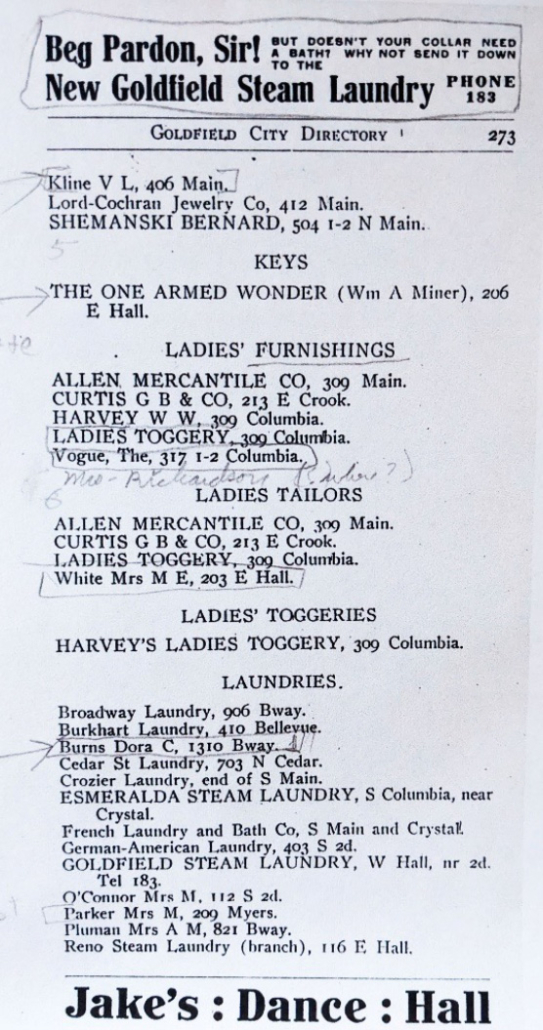 Beg Pardon, Sir! BUT DOESN'T YOUR COLLAR NEED
A BATH? WHY NOT SEND IT DOWN
TO THE
New Goldfield Steam Laundry PHONE
183
GOLDFIELD CITY DIRECTORY 273
Kline V L, 406 Main.
Lord-Cochran Jewelry Co, 412 Main.
SHEMANSKI BERNARD, 504 1-2 N Main.
5
KEYS
THE ONE ARMED WONDER (Wm A Miner), 206
E Hall.
LADIES' FURNISHINGS
ALLEN MERCANTILE CO, 309 Main.
CURTIS G B & CO, 213 E Crook.
HARVEY W W, 309 Columbia.
LADIES TOGGERY, 309 Columbia.
Vogue, The, 317 1-2 Columbia.
Mrs - Richardson (where?)
6
LADIES TAILORS
ALLEN MERCANTILE CO, 309 Main.
CURTIS G B & CO, 213 E Crook.
LADIES TOGGERY, 309 Columbia.
White Mrs M E, 203 E Hall.
LADIES' TOGGERIES
HARVEY'S LADIES TOGGERY, 309 Columbia.
LAUNDRIES.
Broadway Laundry, 906 Bway.
Burkhart Laundry, 410 Bellevue.
Burns Dora C, 1310 Bway.
Cedar St Laundry, 703 N Cedar.
Crozier Laundry, end of S Main.
ESMERALDA STEAM LAUNDRY, S Columbia, near
Crystal.
French Laundry and Bath Co, S Main and Crystal.
German-American Laundry, 403 S 2d.
GOLDFIELD STEAM LAUNDRY, W Hall, nr 2d.
Tel 183.
O'Connor Mrs M, 112 S 2d.
Parker Mrs M, 209 Myers.
Pluman Mrs A M, 821 Bway.
Reno Steam Laundry (branch), 116 E Hall.
Jake's : Dance : Hall